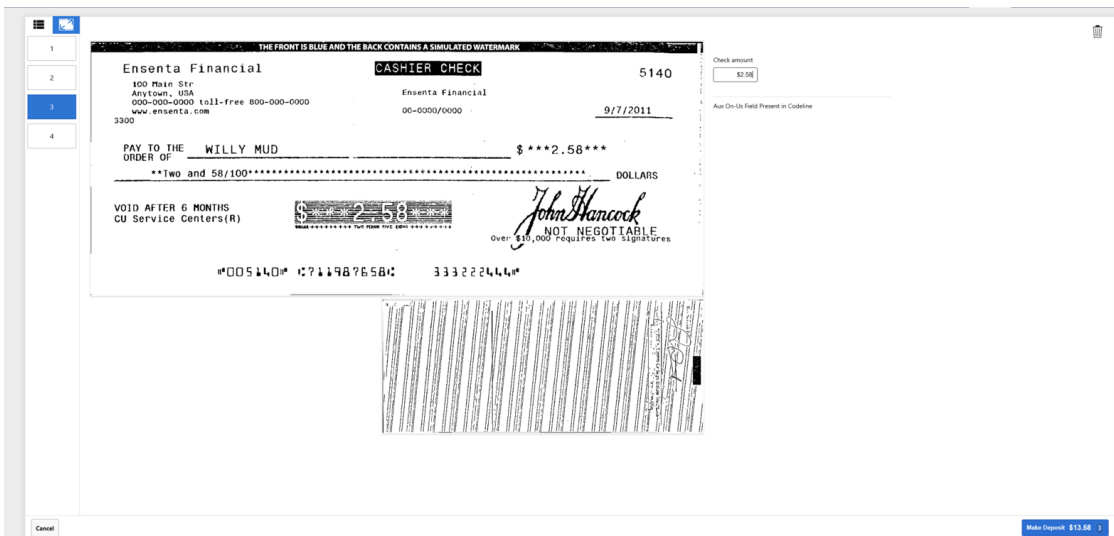 1
2
3
4
THE FRONT IS BLUE AND THE BACK CONTAINS A SIMULATED WATERMARK
Ensenta Financial
CASHIER CHECK
5140
100 Main Str
Anytown, USA
000-000-0000 toll-free 800-000-0000
www.ensenta.com
3300
Ensenta Financial
00-0000/0000
9/7/2011
PAY TO THE
ORDER OF
WILLY MUD
$ ***2.58***
**Two and 58/100**************************************************************
DOLLARS
VOID AFTER 6 MONTHS
CU Service Centers(R)
$***2.58***
John Hancock
NOT NEGOTIABLE
Over $10,000 requires two signatures
⑈005140⑈ ⑆711987658⑆ 333222444⑈
Check amount
$2.58
Aux On-Us Field Present in Codeline
Cancel
Make Deposit $13.58 3